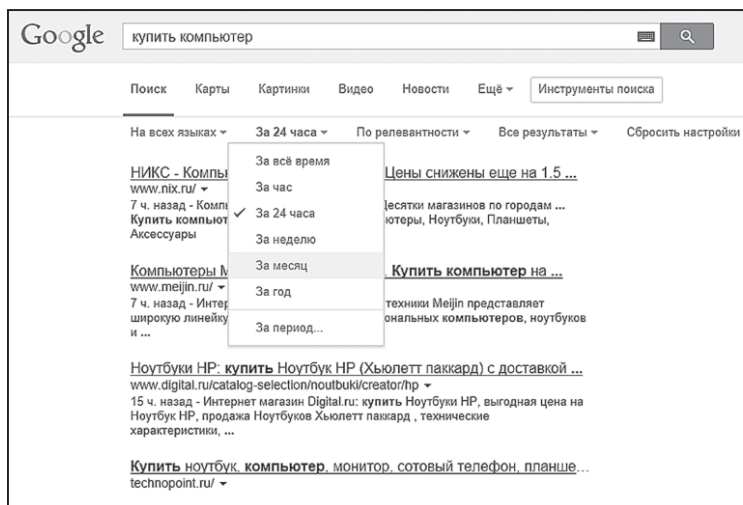 Google купить компьютер
Поиск Карты Картинки Видео Новости Ещё Инструменты поиска
На всех языках За 24 часа По релевантности Все результаты Сбросить настройки
За всё время
За час
За 24 часа
За неделю
За месяц
За год
За период...
НИКС - Компь Цены снижены еще на 1.5 ...
www.nix.ru/
7 ч. назад - Компь Десятки магазинов по городам ...
Купить компьют ютеры, Ноутбуки, Планшеты,
Аксессуары
Компьютеры М . Купить компьютер на ...
www.meijin.ru/
7 ч. назад - Интер техники Meijin представляет
широкую линейку ональных компьютеров, ноутбуков
и ...
Ноутбуки HP: купить Ноутбук HP (Хьюлетт паккард) с доставкой ...
www.digital.ru/catalog-selection/noutbuki/creator/hp
15 ч. назад - Интернет магазин Digital.ru: купить Ноутбуки HP, выгодная цена на
Ноутбук HP, продажа Ноутбуков Хьюлетт паккард , технические
характеристики, ...
Купить ноутбук, компьютер, монитор, сотовый телефон, планше...
technopoint.ru/